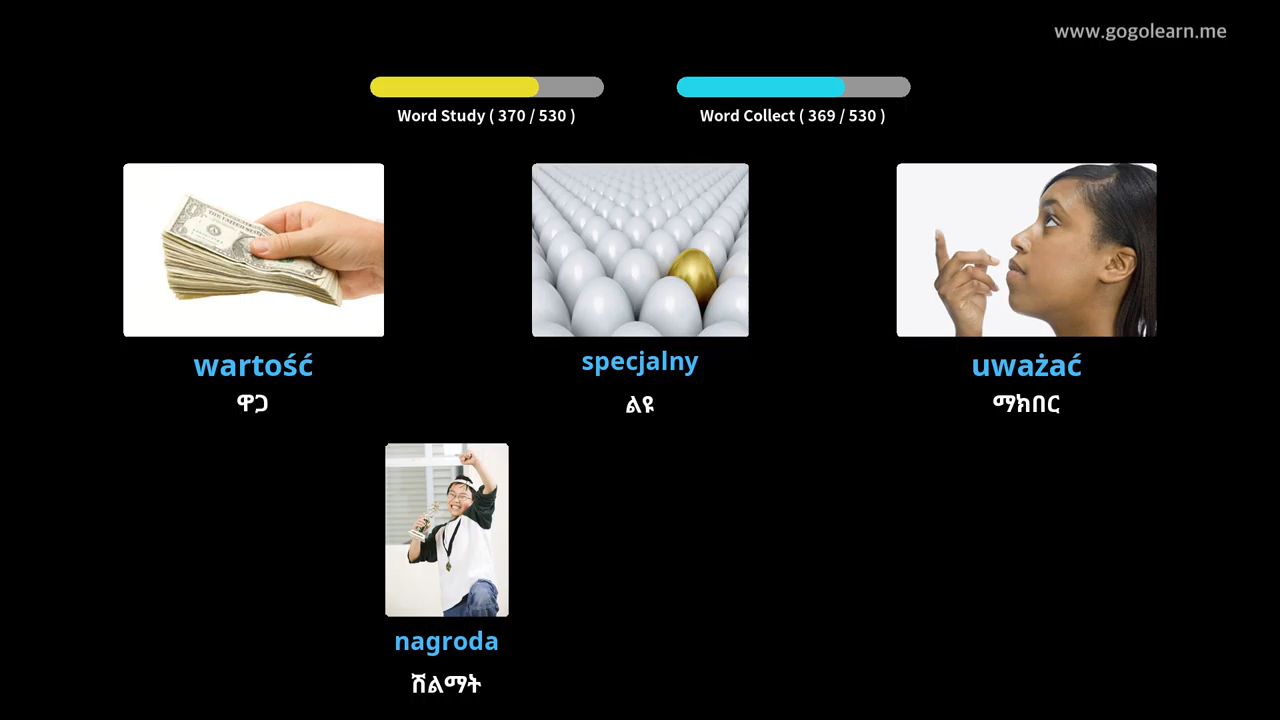 www.gogolearn.me
Word Study ( 370 / 530 )
Word Collect ( 369 / 530 )
wartość
specjalny
uważać
ዋጋ
ልዩ
ማክበር
nagroda
ሽልማት